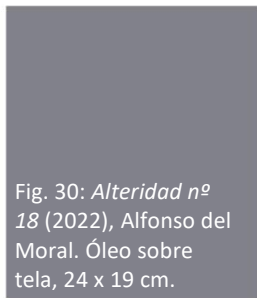 Fig. 30: Alteridad nº
18 (2022), Alfonso del
Moral. Óleo sobre
tela, 24 x 19 cm.